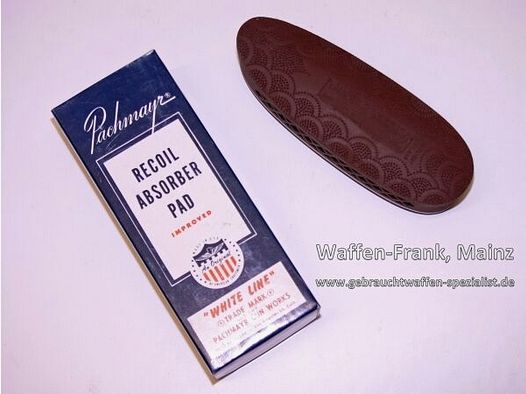 Pachmayr®
RECOIL
ABSORBER
PAD
IMPROVED
"WHITE LINE"
TRADE MARK
PACHMAYR GUN WORKS
Waffen-Frank, Mainz
www.gebrauchtwaffen-spezialist.de